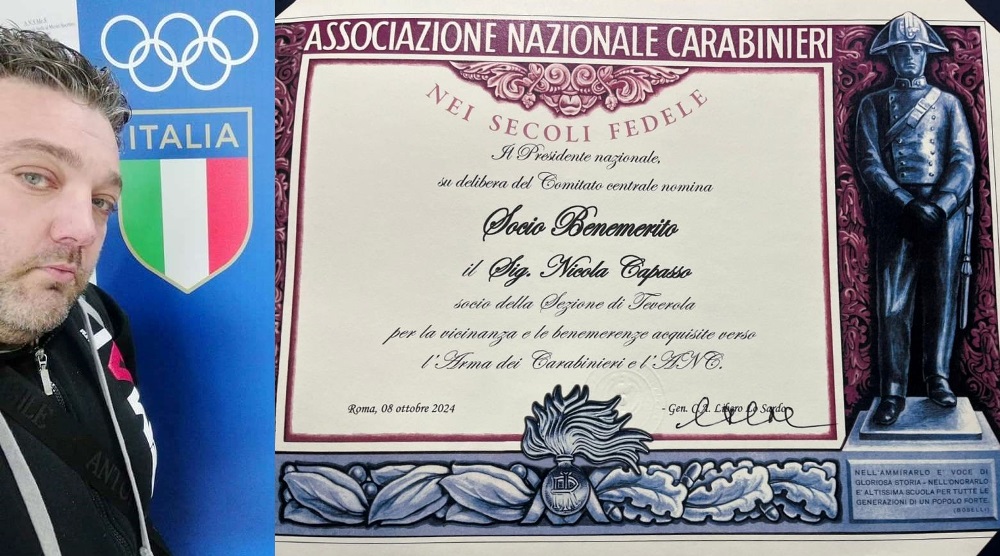 ITALIA
ASSOCIAZIONE NAZIONALE CARABINIERI
NEI SECOLI FEDELE
Il Presidente nazionale,
su delibera del Comitato centrale nomina
Socio Benemerito
il Sig. Nicola Capasso
socio della Sezione di Teverola
per la vicinanza e le benemerenze acquisite verso
l'Arma dei Carabinieri e l'ANC.
Roma, 08 ottobre 2024
- Gen. C.A. Libero Lo Sardo
NELL'AMMIRARLO E' VOCE DI
GLORIOSA STORIA - NELL'ONORARLO
E' ALTISSIMA SCUOLA PER TUTTE LE
GENERAZIONI DI UN POPOLO FORTE.
(BOSELLI)